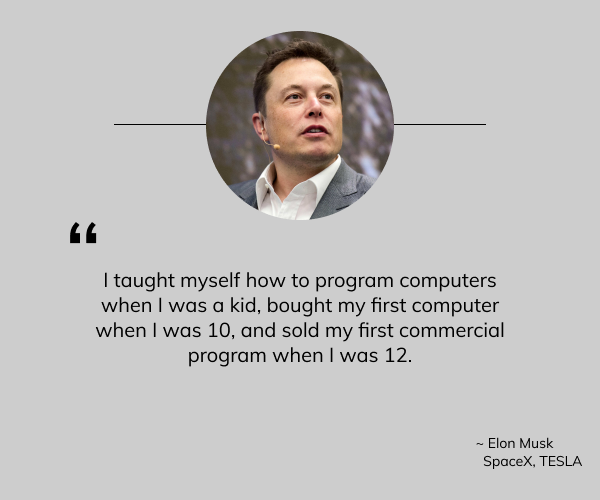 “
I taught myself how to program computers
when I was a kid, bought my first computer
when I was 10, and sold my first commercial
program when I was 12.
~ Elon Musk
SpaceX, TESLA